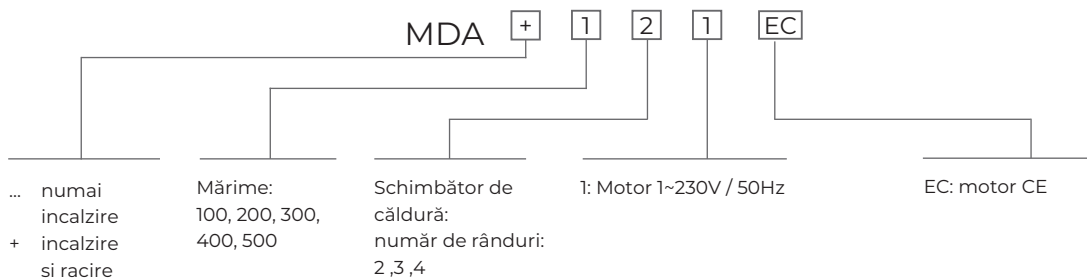 MDA + 1 2 1 EC
... numai
incalzire
+ incalzire
si racire
Mărime:
100, 200, 300,
400, 500
Schimbător de
căldură:
număr de rânduri:
2 ,3 ,4
1: Motor 1~230V / 50Hz
EC: motor CE